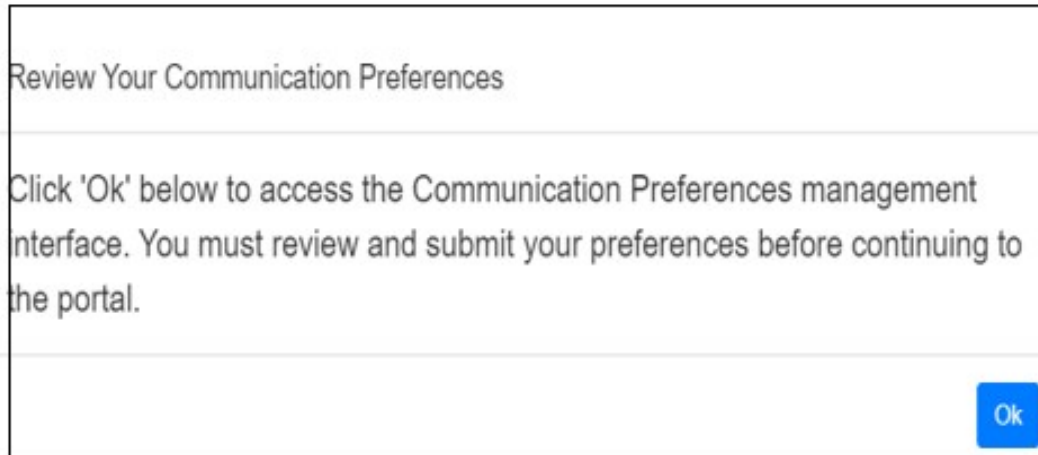 Review Your Communication Preferences
Click 'Ok' below to access the Communication Preferences management
interface. You must review and submit your preferences before continuing to
the portal.
Ok